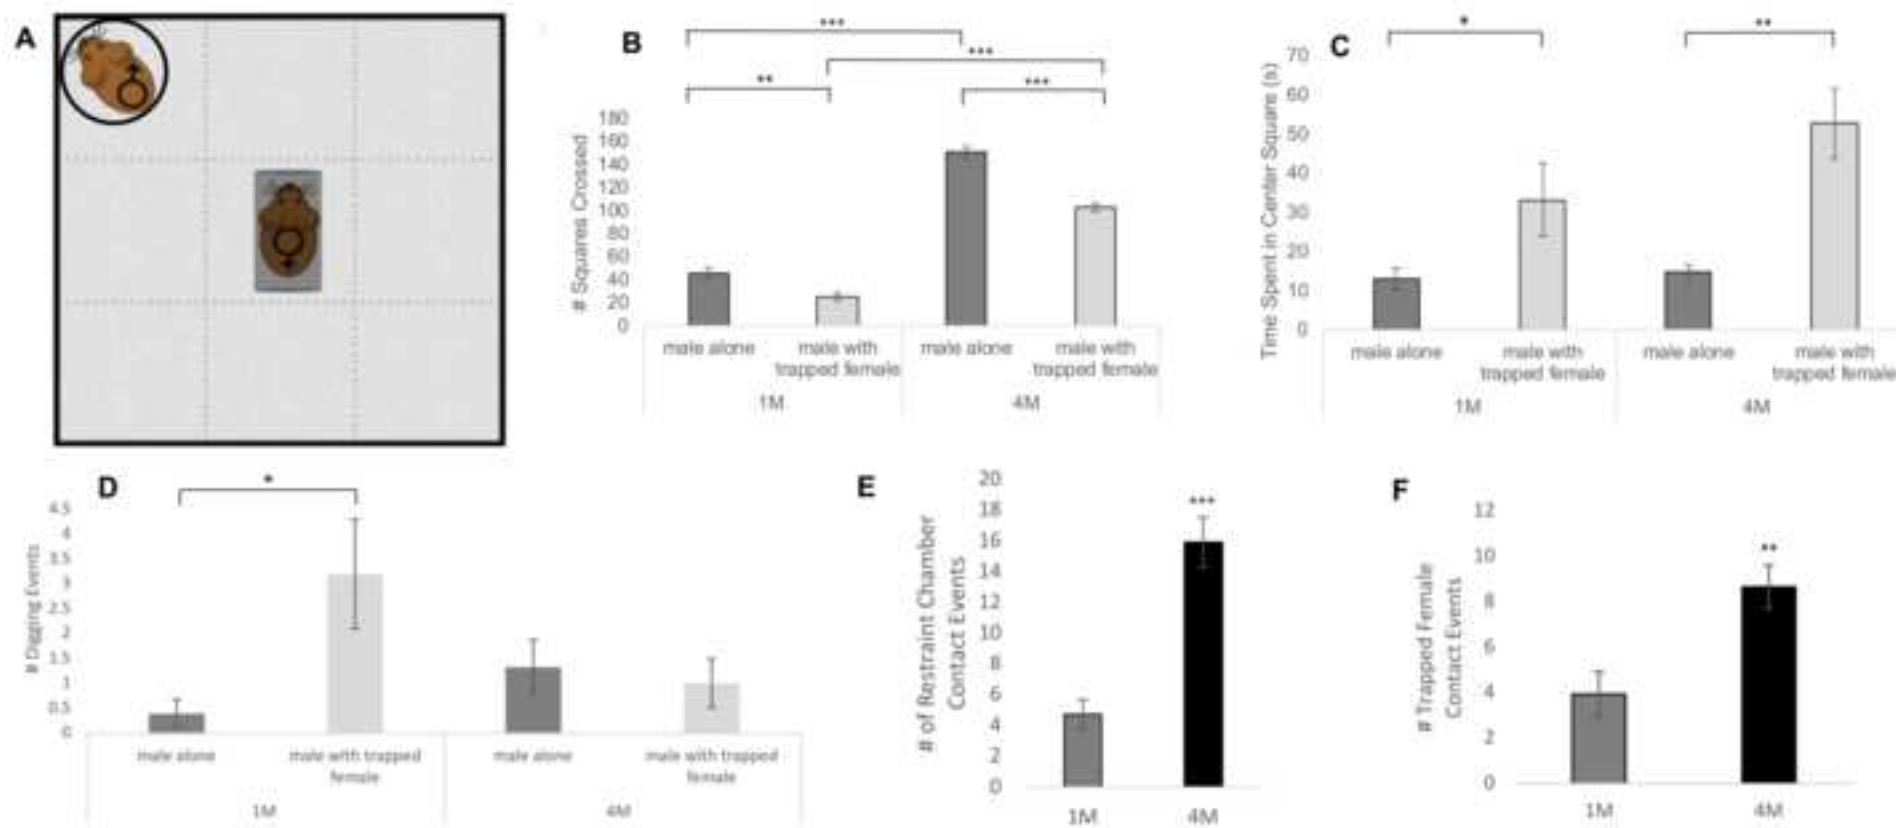 A
B
***
***
**
***
# Squares Crossed
180
160
140
120
100
80
60
40
20
0
male alone
male with
trapped female
male alone
male with
trapped female
1M
4M
C
*
**
Time Spent in Center Square (s)
70
60
50
40
30
20
10
0
male alone
male with
trapped female
male alone
male with
trapped female
1M
4M
D
*
# Digging Events
4.5
4
3.5
3
2.5
2
1.5
1
0.5
0
male alone
male with trapped
female
male alone
male with trapped
female
1M
4M
E
***
# of Restraint Chamber
Contact Events
20
18
16
14
12
10
8
6
4
2
0
1M
4M
F
**
# Trapped Female
Contact Events
12
10
8
6
4
2
0
1M
4M